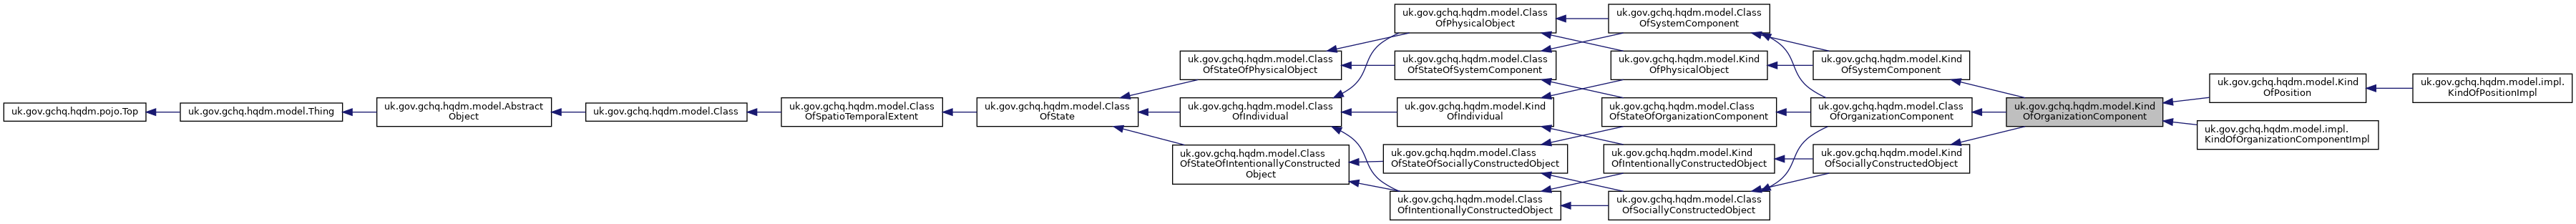 uk.gov.gchq.hqdm.pojo.Top
uk.gov.gchq.hqdm.model.Thing
uk.gov.gchq.hqdm.model.Abstract
Object
uk.gov.gchq.hqdm.model.Class
uk.gov.gchq.hqdm.model.Class
OfSpatioTemporalExtent
uk.gov.gchq.hqdm.model.Class
OfState
uk.gov.gchq.hqdm.model.Class
OfStateOfPhysicalObject
uk.gov.gchq.hqdm.model.Class
OfIndividual
uk.gov.gchq.hqdm.model.Class
OfStateOfIntentionallyConstructed
Object
uk.gov.gchq.hqdm.model.Class
OfPhysicalObject
uk.gov.gchq.hqdm.model.Class
OfStateOfSystemComponent
uk.gov.gchq.hqdm.model.Kind
OfIndividual
uk.gov.gchq.hqdm.model.Class
OfStateOfSociallyConstructedObject
uk.gov.gchq.hqdm.model.Class
OfIntentionallyConstructedObject
uk.gov.gchq.hqdm.model.Class
OfSystemComponent
uk.gov.gchq.hqdm.model.Kind
OfPhysicalObject
uk.gov.gchq.hqdm.model.Class
OfStateOfOrganizationComponent
uk.gov.gchq.hqdm.model.Kind
OfIntentionallyConstructedObject
uk.gov.gchq.hqdm.model.Class
OfSociallyConstructedObject
uk.gov.gchq.hqdm.model.Kind
OfSystemComponent
uk.gov.gchq.hqdm.model.Class
OfOrganizationComponent
uk.gov.gchq.hqdm.model.Kind
OfSociallyConstructedObject
uk.gov.gchq.hqdm.model.Kind
OfOrganizationComponent
uk.gov.gchq.hqdm.model.Kind
OfPosition
uk.gov.gchq.hqdm.model.impl.
KindOfOrganizationComponentImpl
uk.gov.gchq.hqdm.model.impl.
KindOfPositionImpl